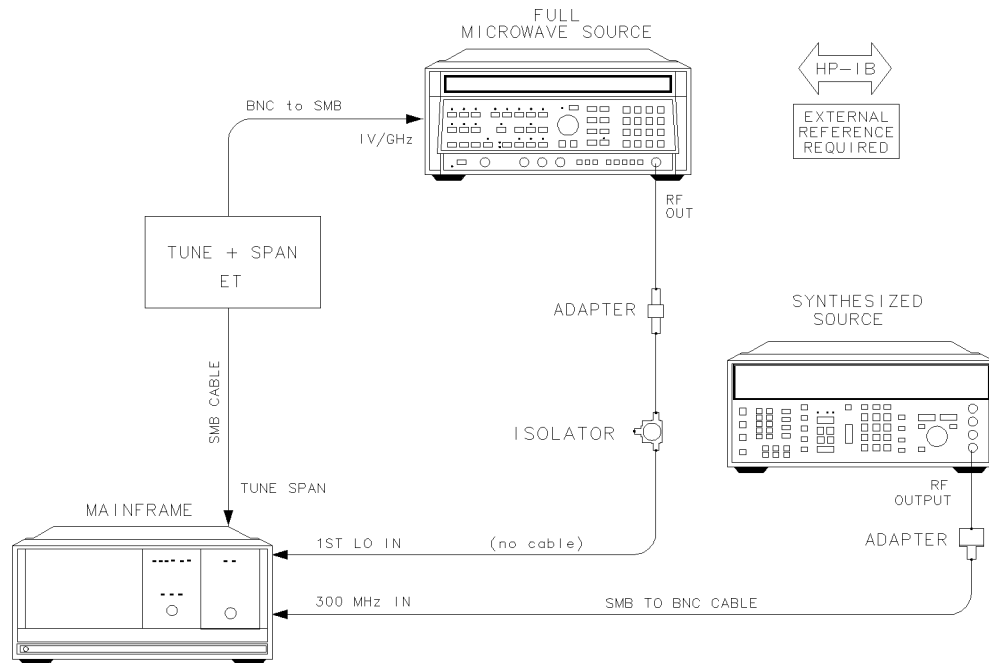 FULL
MICROWAVE SOURCE
HP-IB
EXTERNAL
REFERENCE
REQUIRED
BNC to SMB
1V/GHz
RF
OUT
TUNE + SPAN
ET
ADAPTER
SYNTHESIZED
SOURCE
SMB CABLE
ISOLATOR
TUNE SPAN
RF
OUTPUT
MAINFRAME
ADAPTER
1ST LO IN
(no cable)
300 MHz IN
SMB TO BNC CABLE